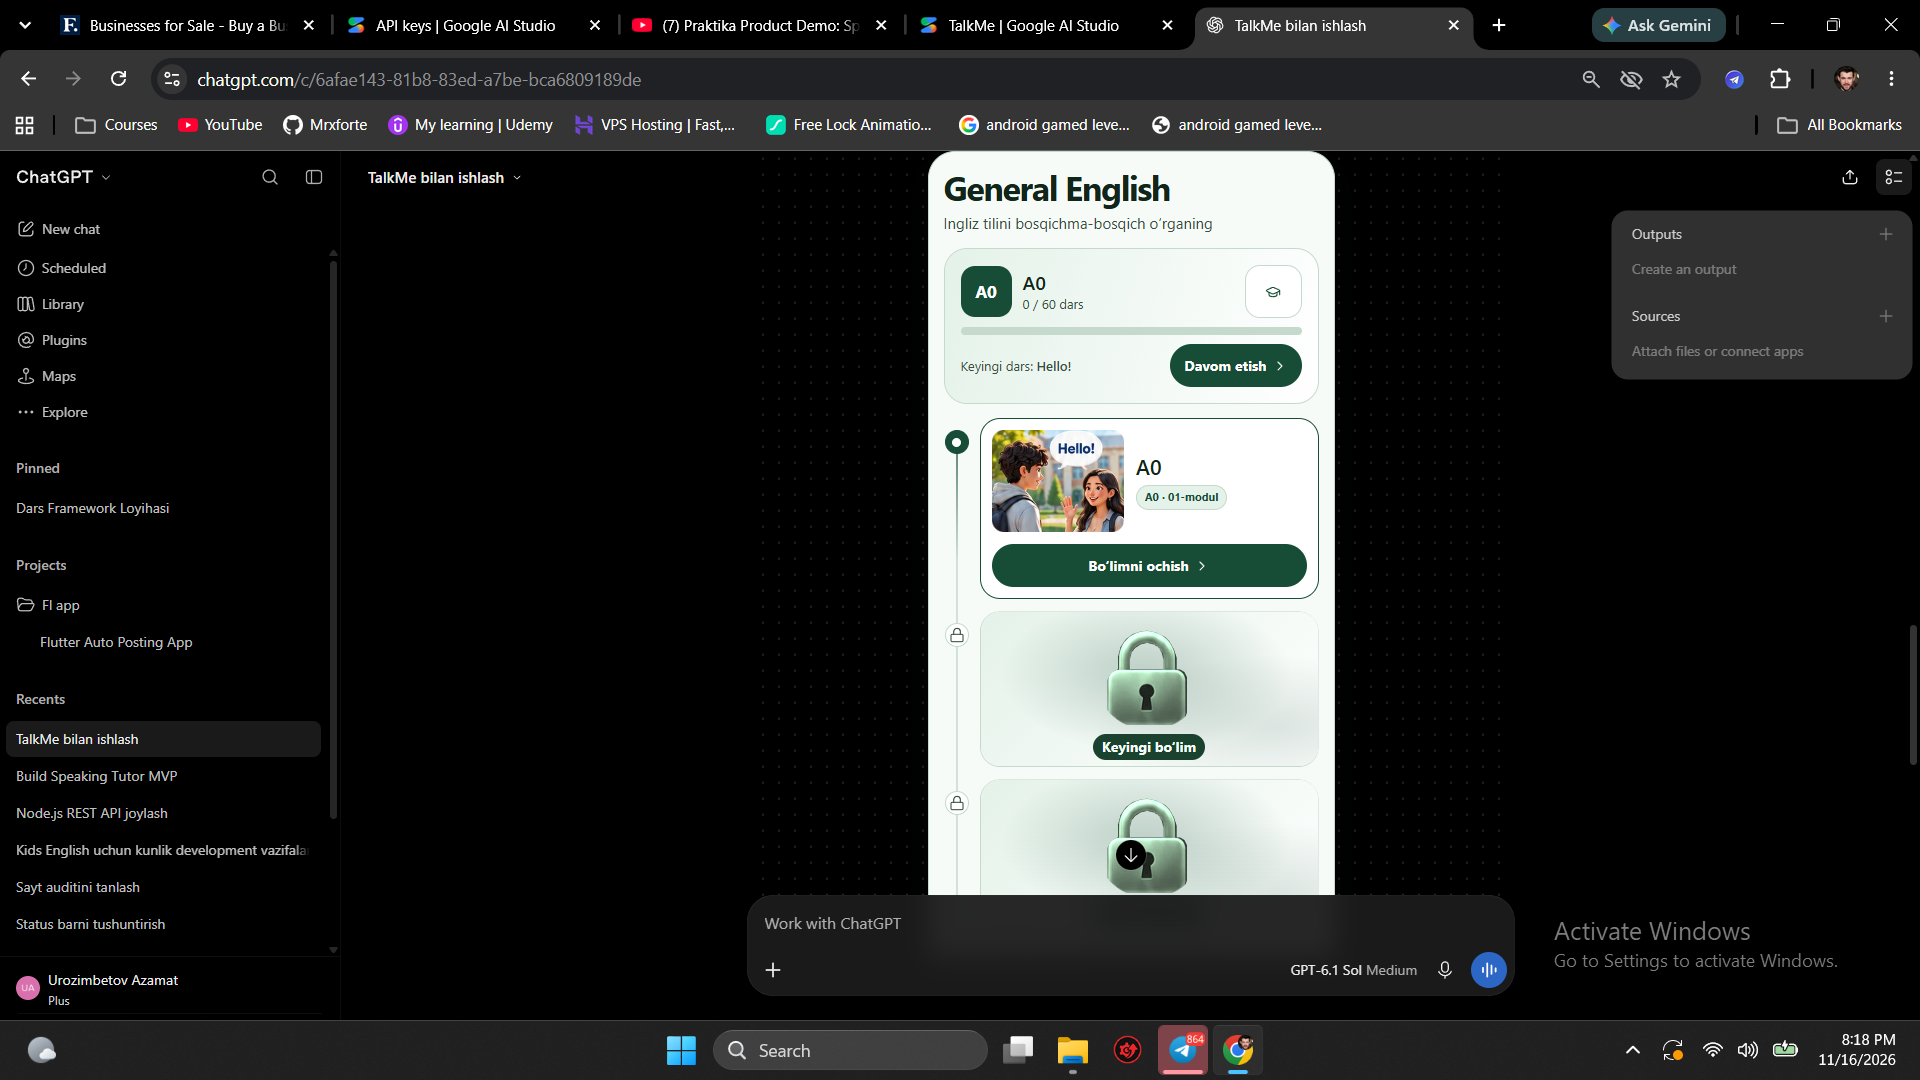 Businesses for Sale - Buy a Bu
API keys | Google AI Studio
(7) Praktika Product Demo: Sp
TalkMe | Google AI Studio
TalkMe bilan ishlash
Ask Gemini
chatgpt.com/c/6afae143-81b8-83ed-a7be-bca6809189de
Courses
YouTube
Mrxforte
My learning | Udemy
VPS Hosting | Fast,...
Free Lock Animatio...
android gamed leve...
android gamed leve...
All Bookmarks
ChatGPT
TalkMe bilan ishlash
New chat
Scheduled
Library
Plugins
Maps
Explore
Pinned
Dars Framework Loyihasi
Projects
FI app
Flutter Auto Posting App
Recents
TalkMe bilan ishlash
Build Speaking Tutor MVP
Node.js REST API joylash
Kids English uchun kunlik development vazifala
Sayt auditini tanlash
Status barni tushuntirish
UA
Urozimbetov Azamat
Plus
General English
Ingliz tilini bosqichma-bosqich o‘rganing
A0
A0
0 / 60 dars
Keyingi dars: Hello!
Davom etish
Hello!
A0
A0 · 01-modul
Bo‘limni ochish
Keyingi bo‘lim
Outputs
Create an output
Sources
Attach files or connect apps
Work with ChatGPT
GPT-6.1 Sol Medium
Activate Windows
Go to Settings to activate Windows.
Search
864
8:18 PM
11/16/2026